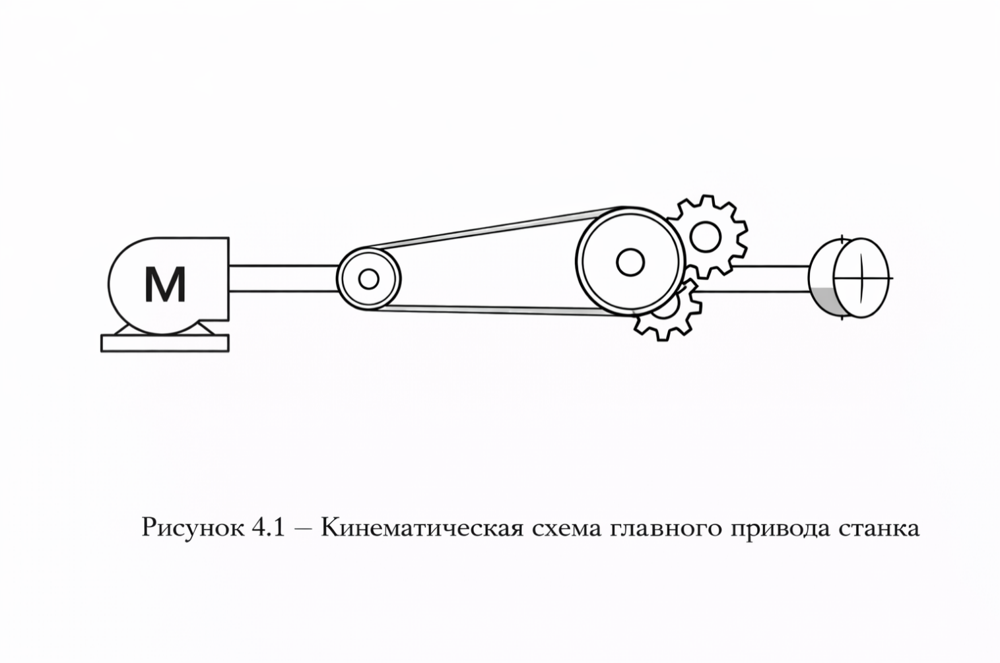 М
Рисунок 4.1 — Кинематическая схема главного привода станка